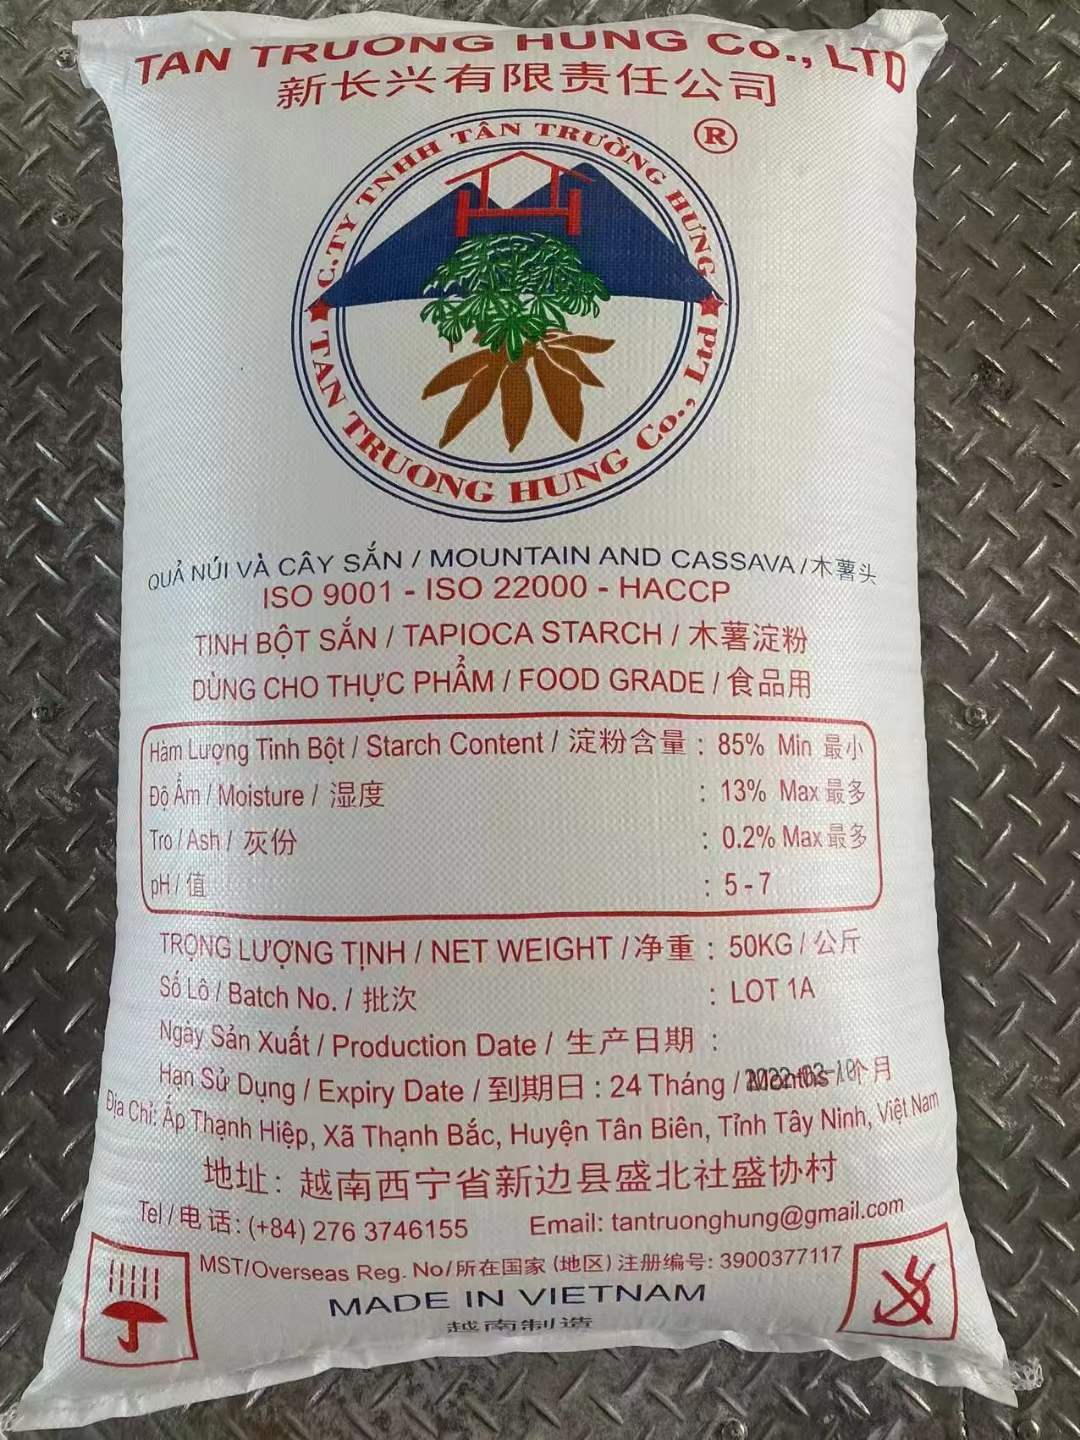 TAN TRUONG HUNG Co., LTD
新长兴有限责任公司
®
C.TY TNHH TÂN TRƯỜNG HƯNG
TAN TRUONG HUNG Co., Ltd
QUẢ NÚI VÀ CÂY SẮN / MOUNTAIN AND CASSAVA / 木薯头
ISO 9001 - ISO 22000 - HACCP
TINH BỘT SẮN / TAPIOCA STARCH / 木薯淀粉
DÙNG CHO THỰC PHẨM / FOOD GRADE / 食品用
Hàm Lượng Tinh Bột / Starch Content / 淀粉含量 : 85% Min 最小
Độ Ẩm / Moisture / 湿度 : 13% Max 最多
Tro / Ash / 灰份 : 0.2% Max 最多
pH / 值 : 5 - 7
TRỌNG LƯỢNG TỊNH / NET WEIGHT / 净重 : 50KG / 公斤
Số Lô / Batch No. / 批次 : LOT 1A
Ngày Sản Xuất / Production Date / 生产日期 :
Hạn Sử Dụng / Expiry Date / 到期日 : 24 Tháng / Months / 个月
Địa Chỉ: Ấp Thạnh Hiệp, Xã Thạnh Bắc, Huyện Tân Biên, Tỉnh Tây Ninh, Việt Nam
地址: 越南西宁省新边县盛北社盛协村
Tel / 电话: (+84) 276 3746155 Email: tantruonghung@gmail.com
MST/Overseas Reg. No/所在国家 (地区) 注册编号: 3900377117
MADE IN VIETNAM
越南制造